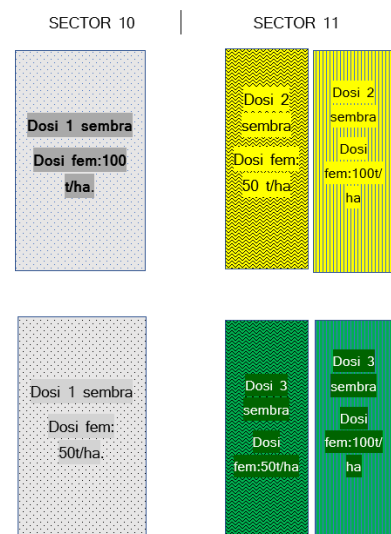 SECTOR 10 | SECTOR 11
Dosi 1 sembra
Dosi fem:100
t/ha.
Dosi 2
sembra
Dosi fem:
50 t/ha
Dosi 2
sembra
Dosi
fem:100t/
ha
Dosi 1 sembra
Dosi fem:
50t/ha.
Dosi 3
sembra
Dosi
fem:50t/ha
Dosi 3
sembra
Dosi
fem:100t/
ha